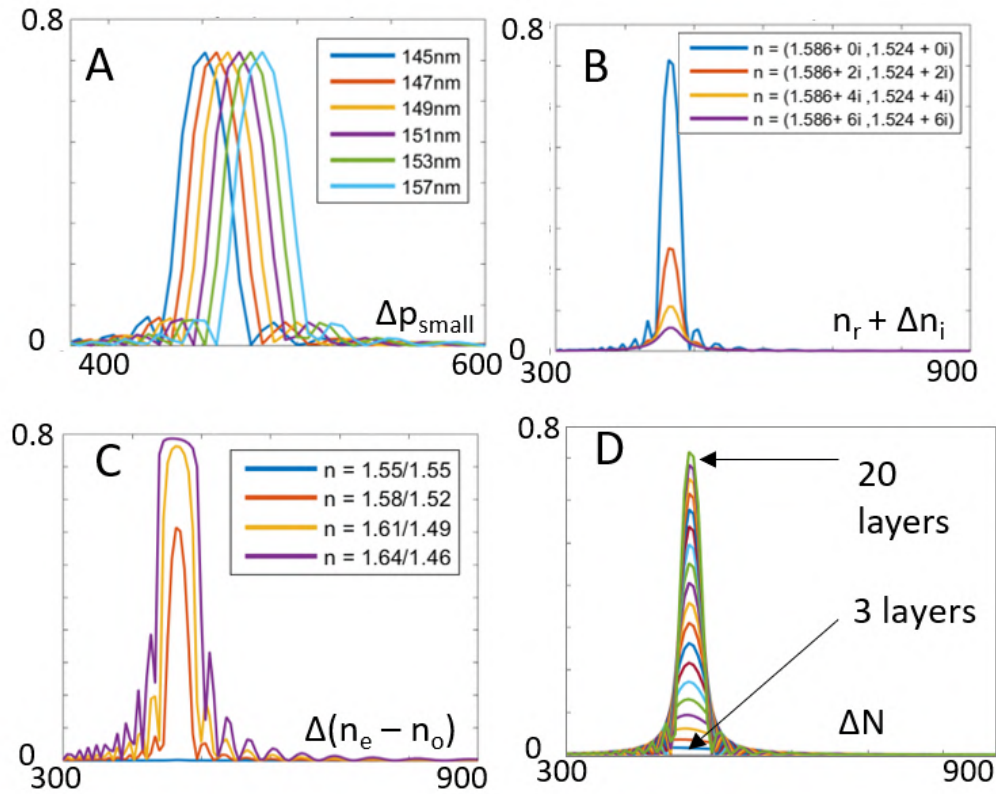 0.8
A
145nm
147nm
149nm
151nm
153nm
157nm
Δp_small
0
400
600
0.8
B
n = (1.586+ 0i ,1.524 + 0i)
n = (1.586+ 2i ,1.524 + 2i)
n = (1.586+ 4i ,1.524 + 4i)
n = (1.586+ 6i ,1.524 + 6i)
n_r + Δn_i
0
300
900
0.8
C
n = 1.55/1.55
n = 1.58/1.52
n = 1.61/1.49
n = 1.64/1.46
Δ(n_e – n_o)
0
300
900
0.8
D
20
layers
3 layers
ΔN
0
300
900